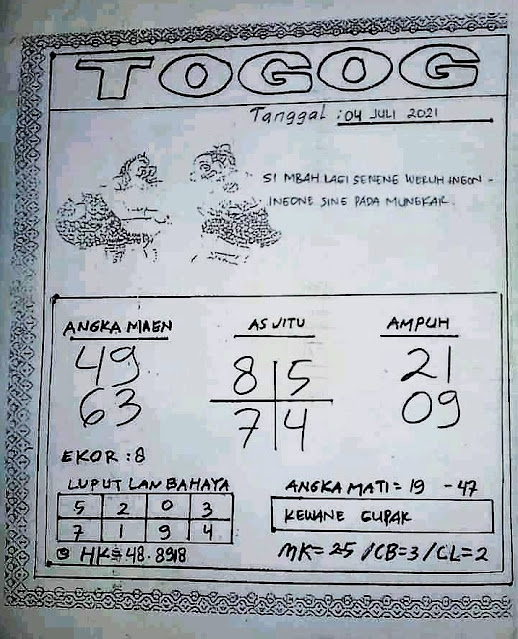 TOGOG
Tanggal : 04 JULI 2021
SI MBAH LAGI SENENG WERUH INGON -
INGONE SING PADA MUNGKAR.
ANGKA MAEN
49
63
AS JITU
8 5
7 4
AMPUH
21
09
EKOR : 8
LUPUT LAN BAHAYA
5 2 0 3
7 1 9 4
HK= 48.8918
ANGKA MATI = 19 - 47
KEWANE GUPAK
MK= 25 / CB=3 / CL=2